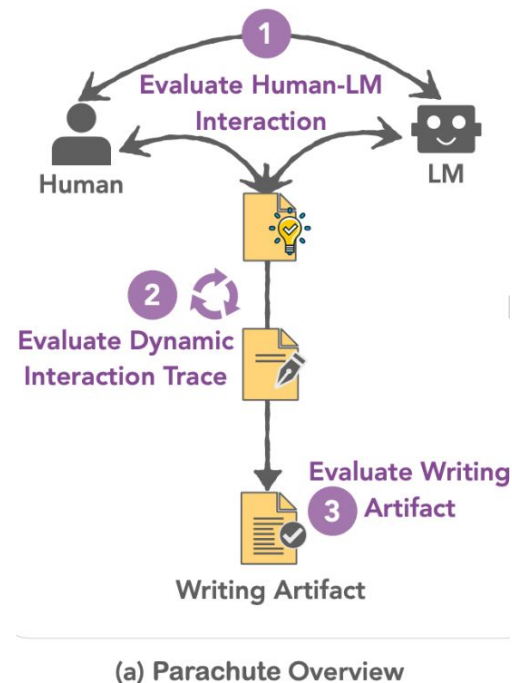 1
Evaluate Human-LM
Interaction
Human
LM
2
Evaluate Dynamic
Interaction Trace
Evaluate Writing
3 Artifact
Writing Artifact
(a) Parachute Overview